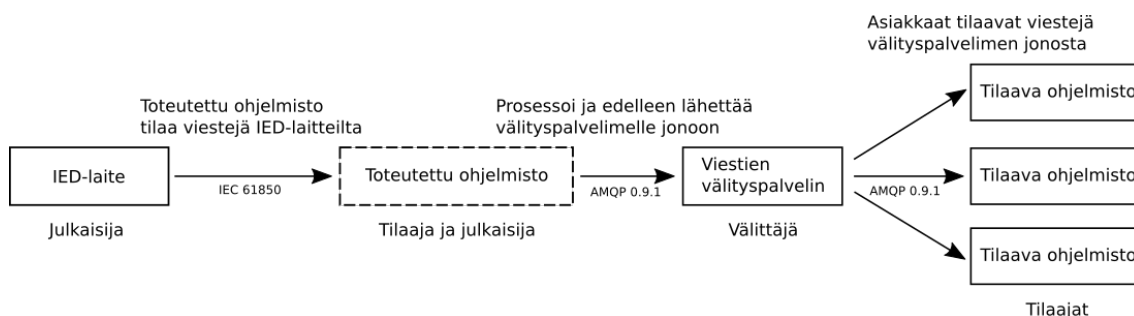 Asiakkaat tilaavat viestejä
välityspalvelimen jonosta
Toteutettu ohjelmisto
tilaa viestejä IED-laitteilta
Prosessoi ja edelleen lähettää
välityspalvelimelle jonoon
Tilaava ohjelmisto
IED-laite
IEC 61850
Toteutettu ohjelmisto
AMQP 0.9.1
Viestien
välityspalvelin
AMQP 0.9.1
Tilaava ohjelmisto
Julkaisija
Tilaaja ja julkaisija
Välittäjä
Tilaava ohjelmisto
Tilaajat